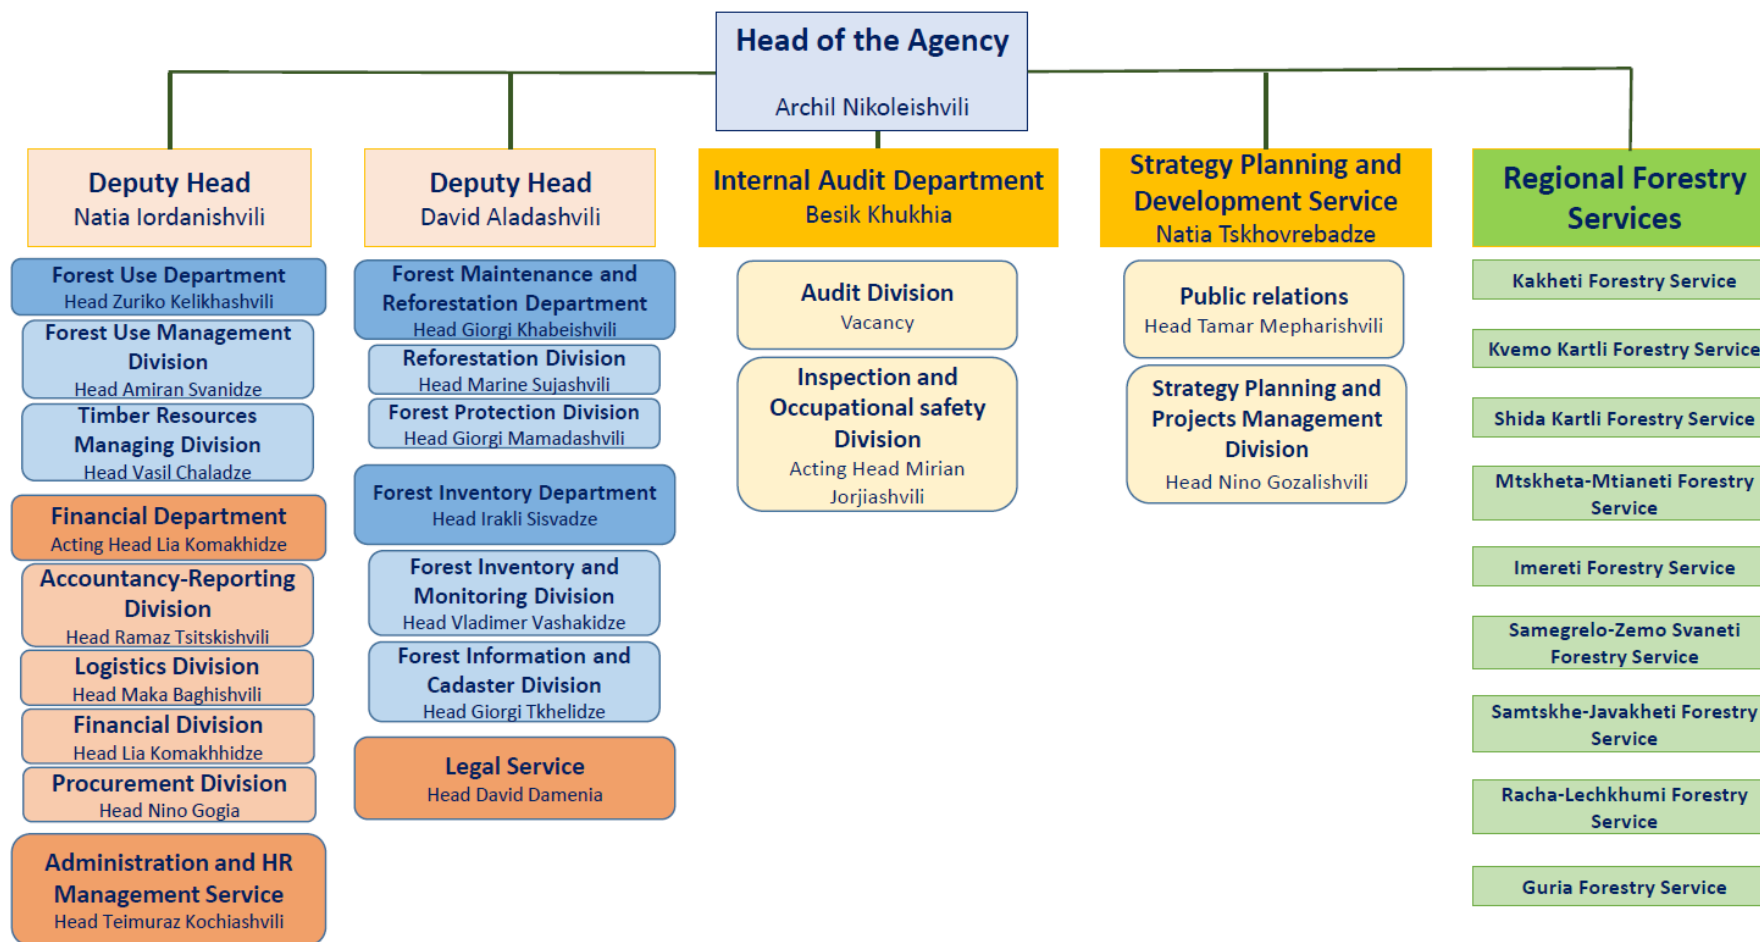 Head of the Agency
Archil Nikoleishvili
Deputy Head
Natia Iordanishvili
Forest Use Department
Head Zuriko Kelikhashvili
Forest Use Management
Division
Head Amiran Svanidze
Timber Resources
Managing Division
Head Vasil Chaladze
Financial Department
Acting Head Lia Komakhidze
Accountancy-Reporting
Division
Head Ramaz Tsitskishvili
Logistics Division
Head Maka Baghishvili
Financial Division
Head Lia Komakhhidze
Procurement Division
Head Nino Gogia
Administration and HR
Management Service
Head Teimuraz Kochiashvili
Deputy Head
David Aladashvili
Forest Maintenance and
Reforestation Department
Head Giorgi Khabeishvili
Reforestation Division
Head Marine Sujashvili
Forest Protection Division
Head Giorgi Mamadashvili
Forest Inventory Department
Head Irakli Sisvadze
Forest Inventory and
Monitoring Division
Head Vladimer Vashakidze
Forest Information and
Cadaster Division
Head Giorgi Tkhelidze
Legal Service
Head David Damenia
Internal Audit Department
Besik Khukhia
Audit Division
Vacancy
Inspection and
Occupational safety
Division
Acting Head Mirian
Jorjiashvili
Strategy Planning and
Development Service
Natia Tskhovrebadze
Public relations
Head Tamar Mepharishvili
Strategy Planning and
Projects Management
Division
Head Nino Gozalishvili
Regional Forestry
Services
Kakheti Forestry Service
Kvemo Kartli Forestry Service
Shida Kartli Forestry Service
Mtskheta-Mtianeti Forestry
Service
Imereti Forestry Service
Samegrelo-Zemo Svaneti
Forestry Service
Samtskhe-Javakheti Forestry
Service
Racha-Lechkhumi Forestry
Service
Guria Forestry Service